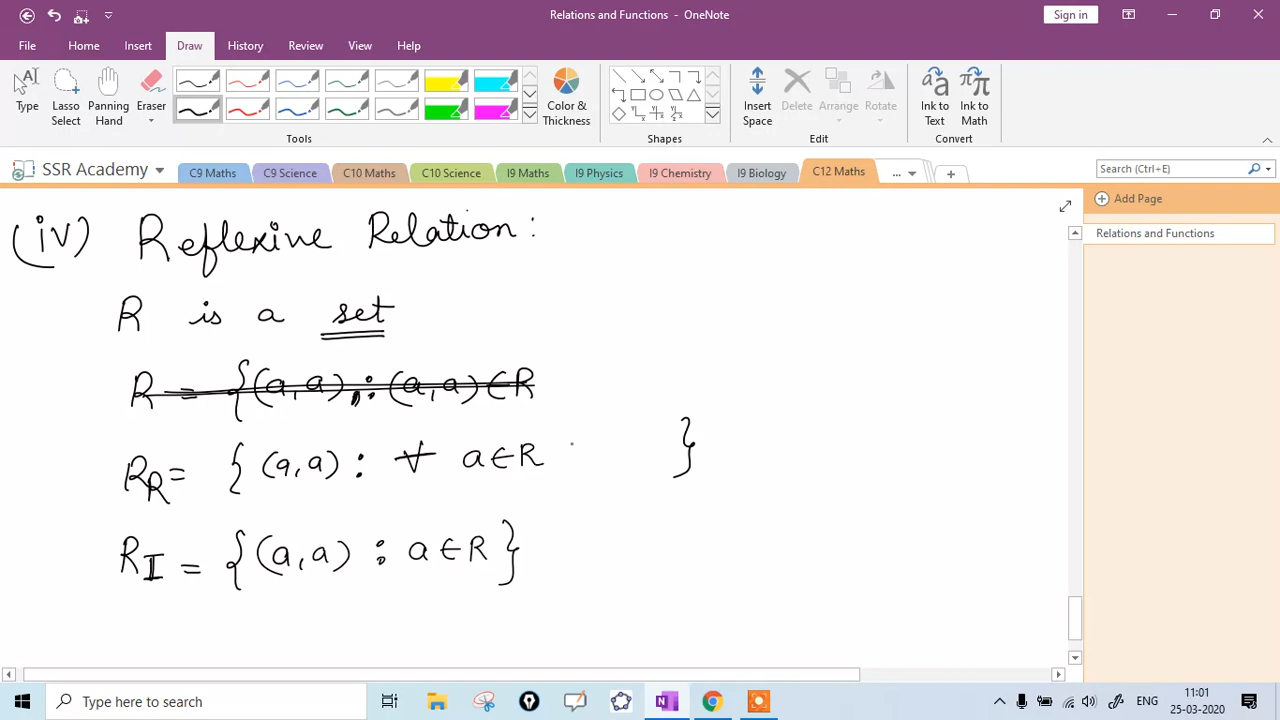 Relations and Functions - OneNote
Sign in
File Home Insert Draw History Review View Help
Type
Lasso Select
Panning Hand
Eraser
Color & Thickness
Insert Space
Delete
Arrange
Rotate
Ink to Text
Ink to Math
Tools
Shapes
Edit
Convert
SSR Academy
C9 Maths C9 Science C10 Maths C10 Science I9 Maths I9 Physics I9 Chemistry I9 Biology C12 Maths ...
Search (Ctrl+E)
Add Page
Relations and Functions
(iv) Reflexive Relation:
R is a set
R = {(a,a), : (a,a) ∈ R
R_R = {(a,a) : ∀ a ∈ R }
R_I = {(a,a) : a ∈ R}
Type here to search
ENG
11:01
25-03-2020